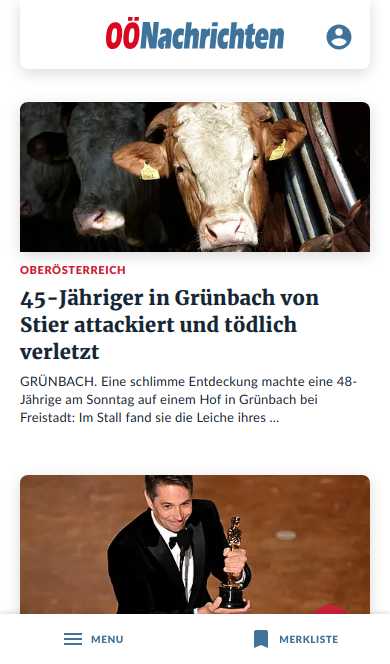 OÖNachrichten
OBERÖSTERREICH
45-Jähriger in Grünbach von
Stier attackiert und tödlich
verletzt
GRÜNBACH. Eine schlimme Entdeckung machte eine 48-
Jährige am Sonntag auf einem Hof in Grünbach bei
Freistadt: Im Stall fand sie die Leiche ihres ...
MENU
MERKLISTE